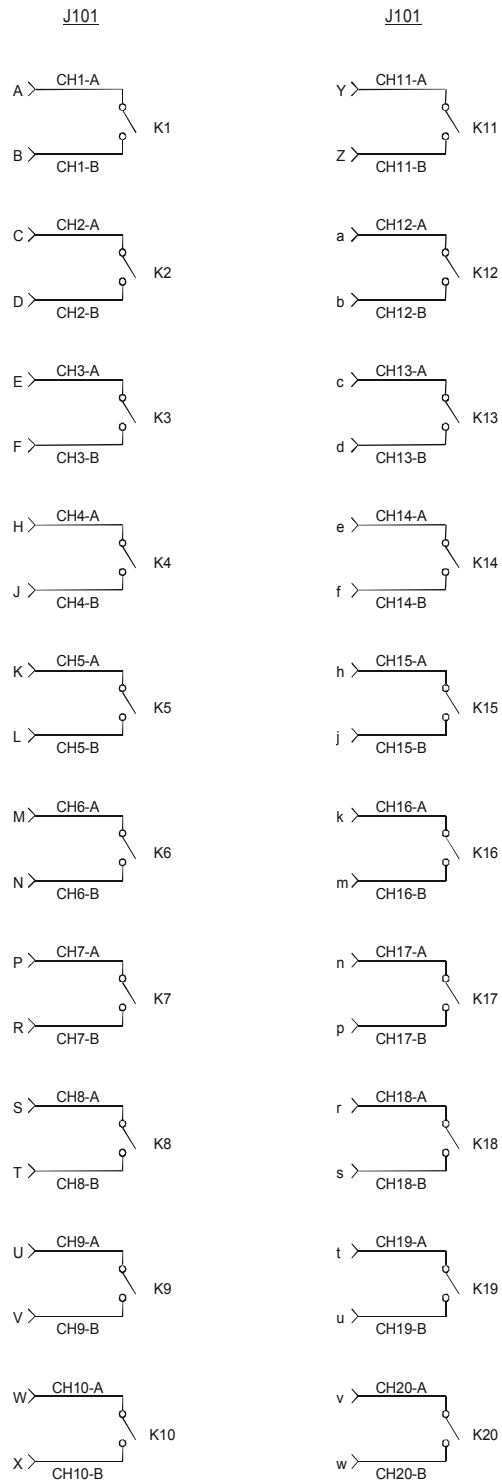 J101
A CH1-A
K1
B CH1-B
C CH2-A
K2
D CH2-B
E CH3-A
K3
F CH3-B
H CH4-A
K4
J CH4-B
K CH5-A
K5
L CH5-B
M CH6-A
K6
N CH6-B
P CH7-A
K7
R CH7-B
S CH8-A
K8
T CH8-B
U CH9-A
K9
V CH9-B
W CH10-A
K10
X CH10-B
J101
Y CH11-A
K11
Z CH11-B
a CH12-A
K12
b CH12-B
c CH13-A
K13
d CH13-B
e CH14-A
K14
f CH14-B
h CH15-A
K15
j CH15-B
k CH16-A
K16
m CH16-B
n CH17-A
K17
p CH17-B
r CH18-A
K18
s CH18-B
t CH19-A
K19
u CH19-B
v CH20-A
K20
w CH20-B